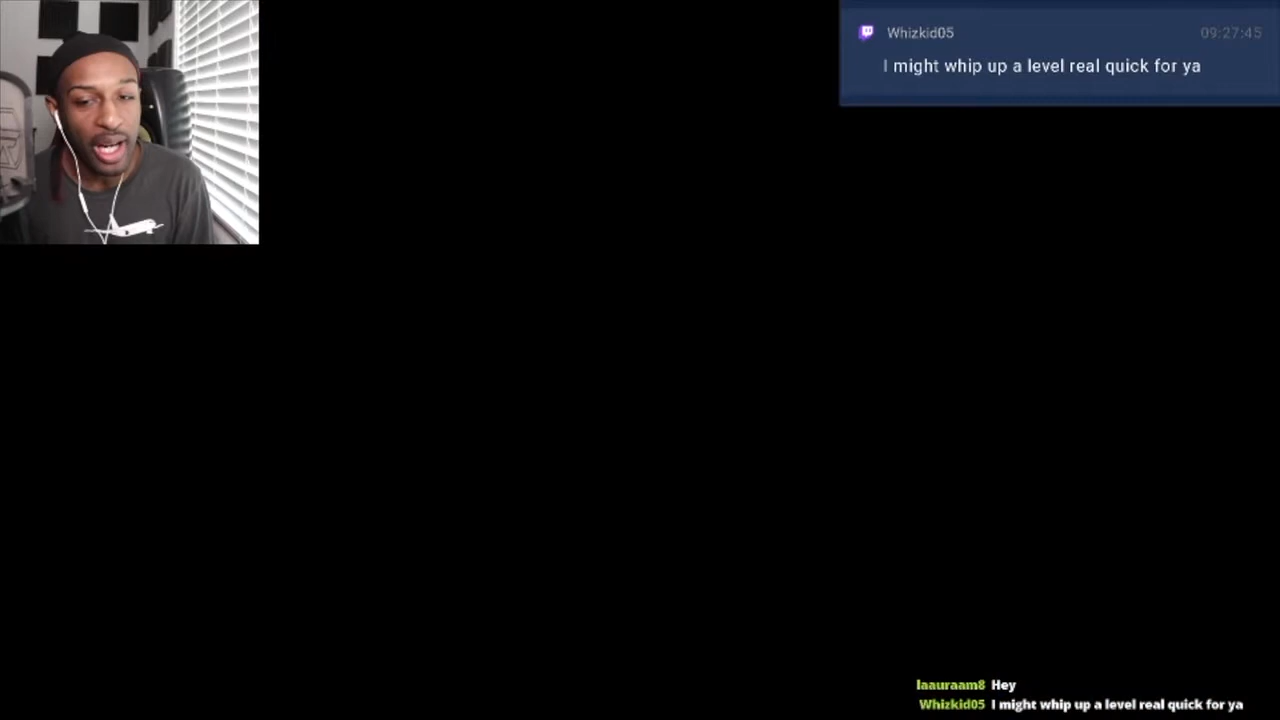 Whizkid05 09:27:45
I might whip up a level real quick for ya
laauraam8 Hey
Whizkid05 I might whip up a level real quick for ya